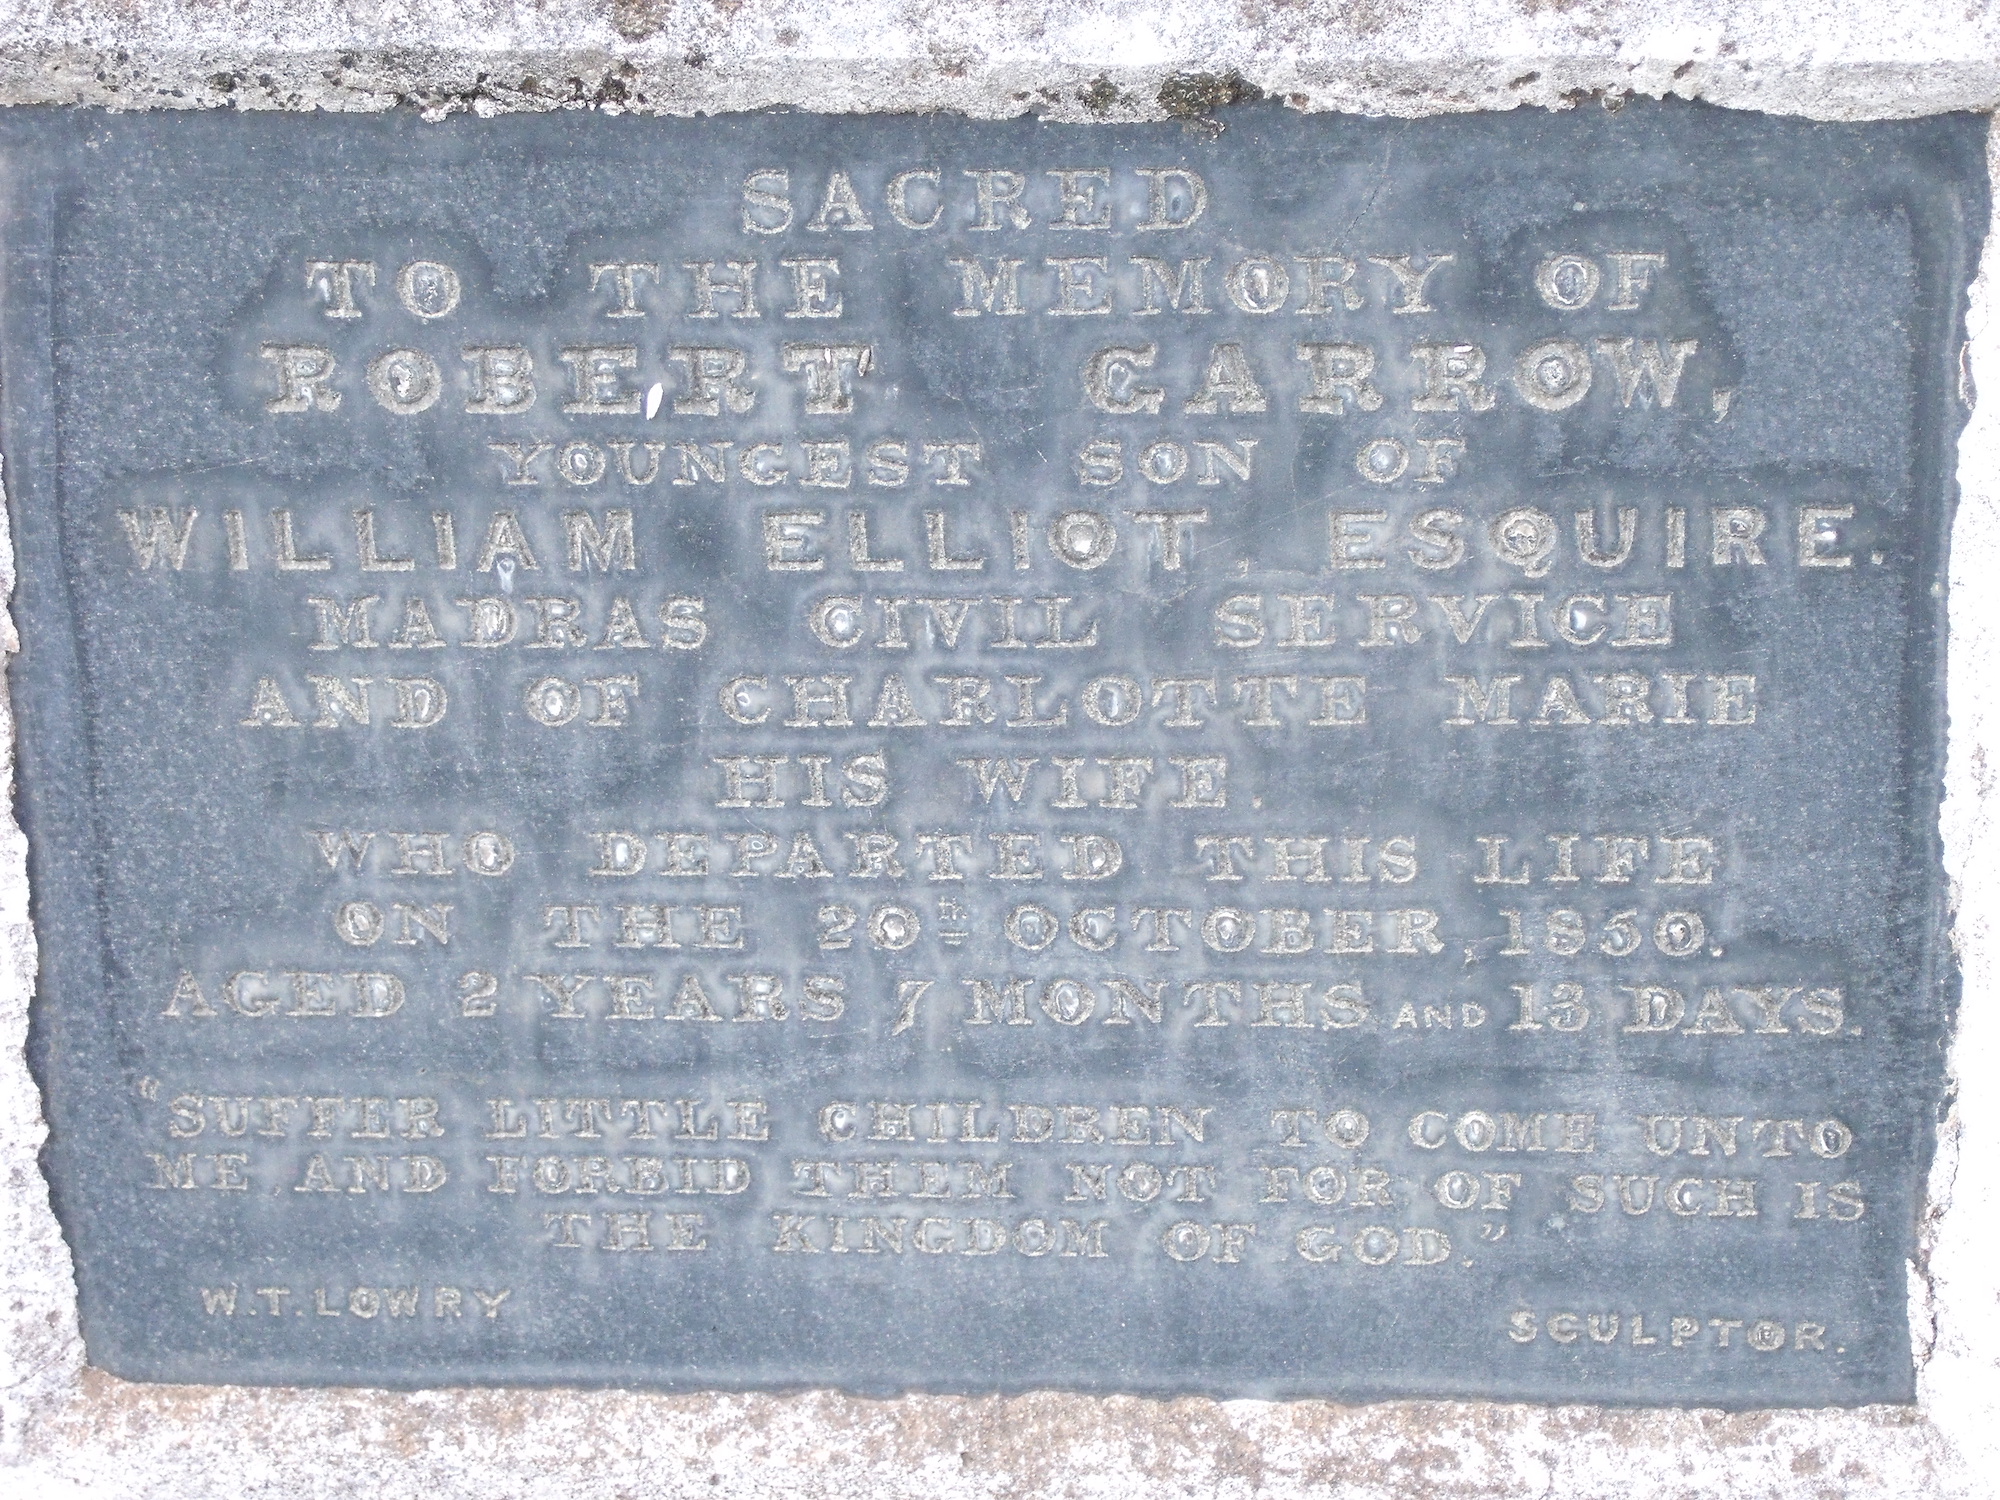 SACRED
TO THE MEMORY OF
ROBERT GARROW,
YOUNGEST SON OF
WILLIAM ELLIOT, ESQUIRE.
MADRAS CIVIL SERVICE
AND OF CHARLOTTE MARIE
HIS WIFE.
WHO DEPARTED THIS LIFE
ON THE 20TH. OCTOBER, 1850.
AGED 2 YEARS 7 MONTHS AND 13 DAYS.
"SUFFER LITTLE CHILDREN TO COME UNTO
ME AND FORBID THEM NOT FOR OF SUCH IS
THE KINGDOM OF GOD."
W.T.LOWRY SCULPTOR.